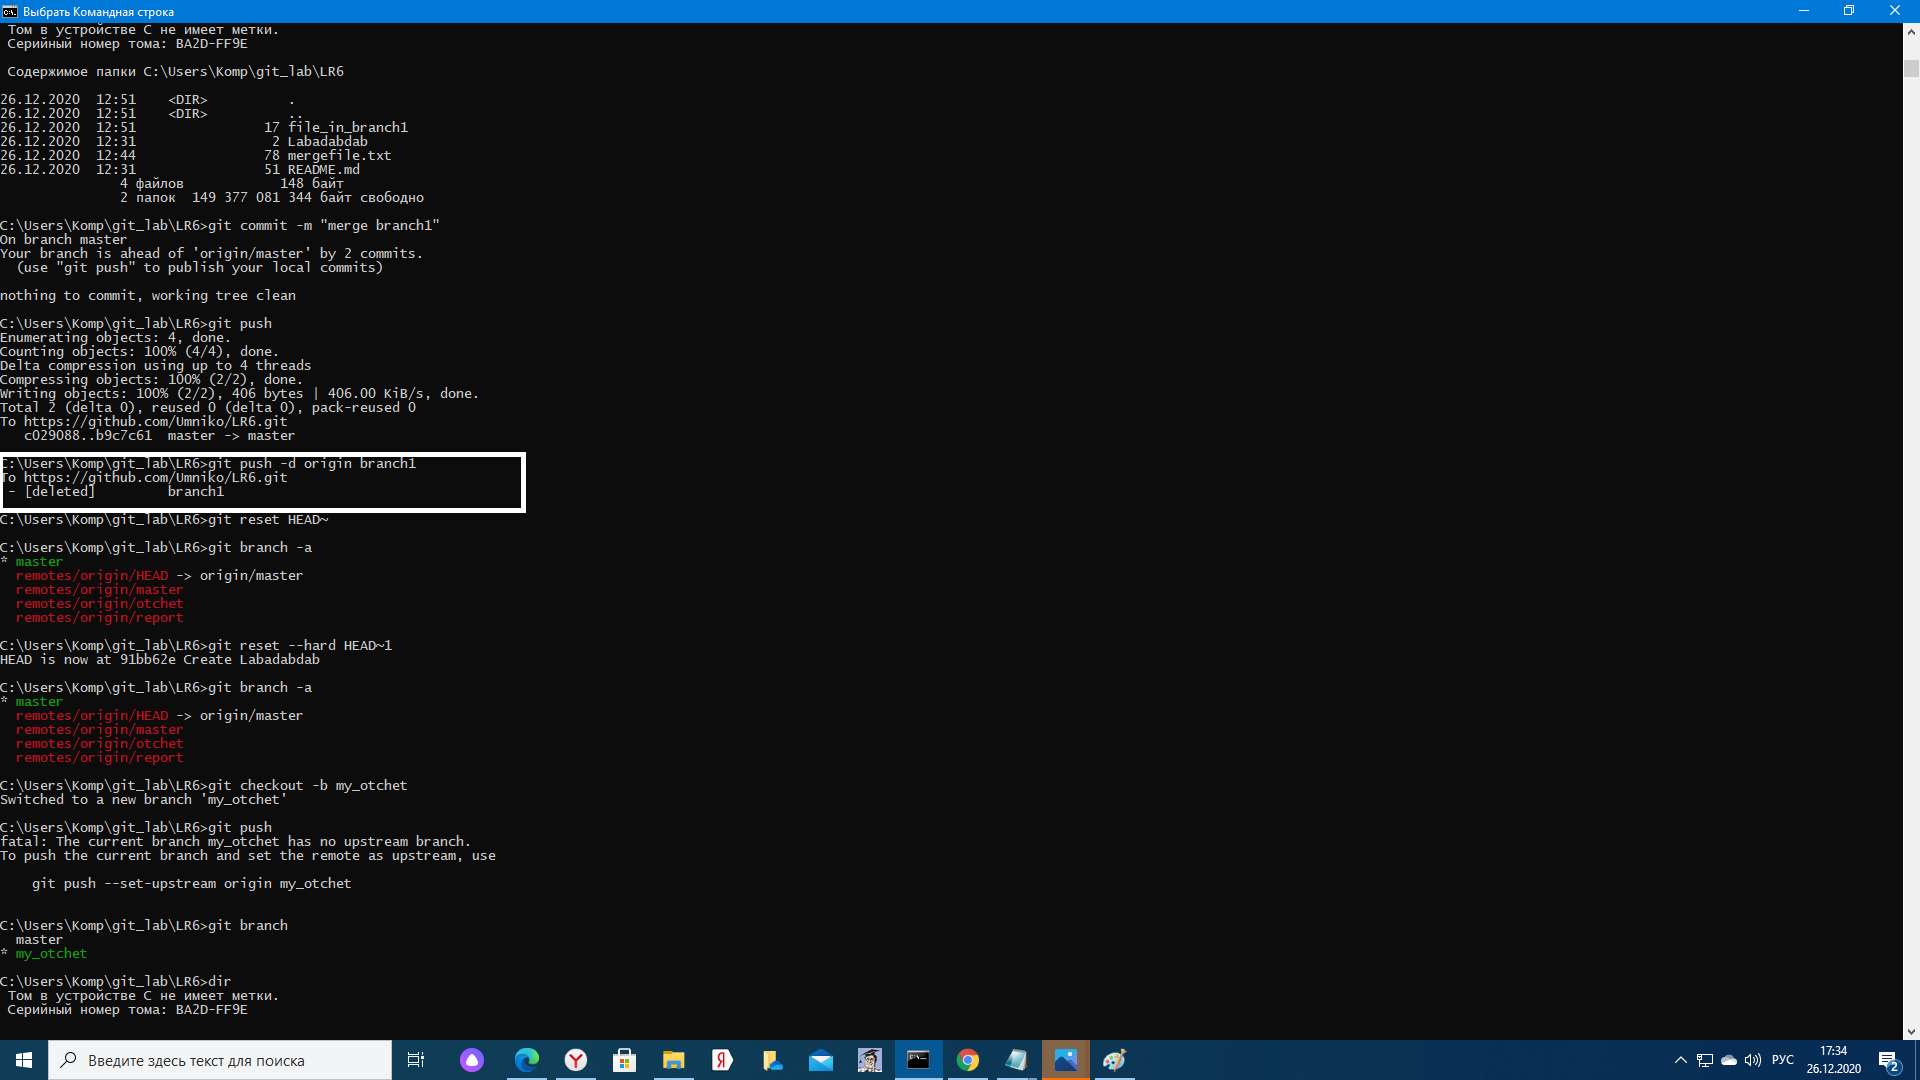 Выбрать Командная строка
Том в устройстве C не имеет метки.
Серийный номер тома: BA2D-FF9E
Содержимое папки C:\Users\Komp\git_lab\LR6
26.12.2020  12:51    <DIR>          .
26.12.2020  12:51    <DIR>          ..
26.12.2020  12:51                17 file_in_branch1
26.12.2020  12:31                 2 Labadabdab
26.12.2020  12:44                78 mergefile.txt
26.12.2020  12:31                51 README.md
4 файлов            148 байт
2 папок  149 377 081 344 байт свободно
C:\Users\Komp\git_lab\LR6>git commit -m "merge branch1"
On branch master
Your branch is ahead of 'origin/master' by 2 commits.
(use "git push" to publish your local commits)
nothing to commit, working tree clean
C:\Users\Komp\git_lab\LR6>git push
Enumerating objects: 4, done.
Counting objects: 100% (4/4), done.
Delta compression using up to 4 threads
Compressing objects: 100% (2/2), done.
Writing objects: 100% (2/2), 406 bytes | 406.00 KiB/s, done.
Total 2 (delta 0), reused 0 (delta 0), pack-reused 0
To https://github.com/Umniko/LR6.git
c029088..b9c7c61  master -> master
C:\Users\Komp\git_lab\LR6>git push -d origin branch1
To https://github.com/Umniko/LR6.git
- [deleted]         branch1
C:\Users\Komp\git_lab\LR6>git reset HEAD~
C:\Users\Komp\git_lab\LR6>git branch -a
* master
remotes/origin/HEAD -> origin/master
remotes/origin/master
remotes/origin/otchet
remotes/origin/report
C:\Users\Komp\git_lab\LR6>git reset --hard HEAD~1
HEAD is now at 91bb62e Create Labadabdab
C:\Users\Komp\git_lab\LR6>git branch -a
* master
remotes/origin/HEAD -> origin/master
remotes/origin/master
remotes/origin/otchet
remotes/origin/report
C:\Users\Komp\git_lab\LR6>git checkout -b my_otchet
Switched to a new branch 'my_otchet'
C:\Users\Komp\git_lab\LR6>git push
fatal: The current branch my_otchet has no upstream branch.
To push the current branch and set the remote as upstream, use
git push --set-upstream origin my_otchet
C:\Users\Komp\git_lab\LR6>git branch
master
* my_otchet
C:\Users\Komp\git_lab\LR6>dir
Том в устройстве C не имеет метки.
Серийный номер тома: BA2D-FF9E
Введите здесь текст для поиска
РУС
17:34
26.12.2020
2